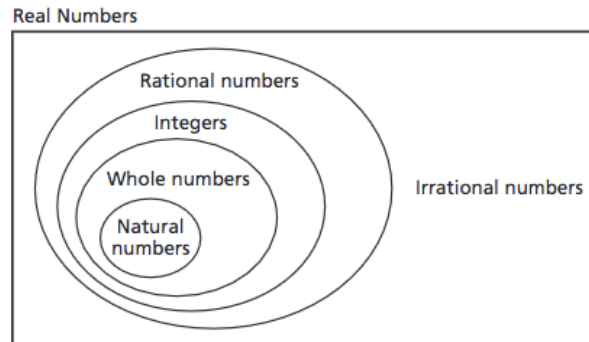 Real Numbers
Rational numbers
Integers
Whole numbers
Irrational numbers
Natural
numbers